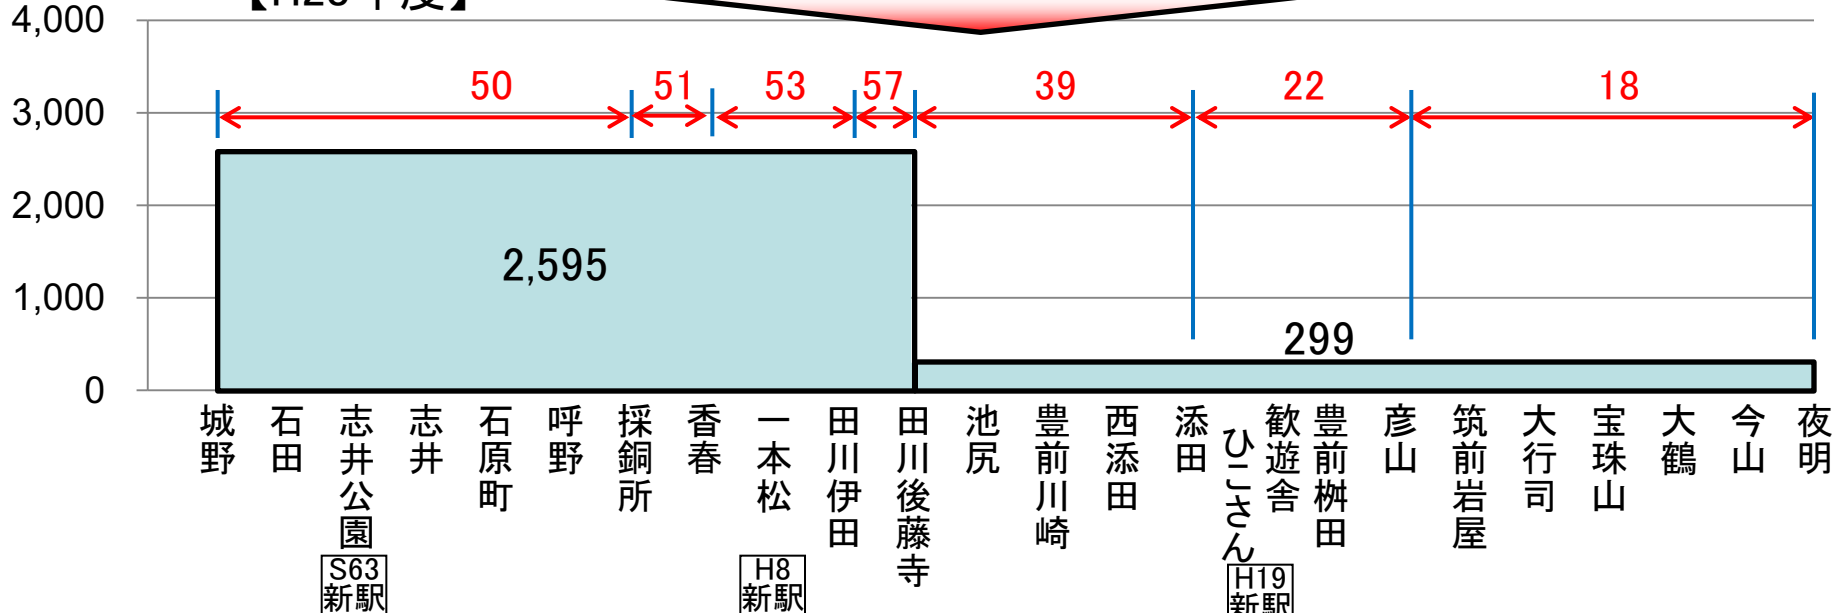 4,000
3,000
2,000
1,000
0
50
51
53
57
39
22
18
2,595
299
城野
石田
志井公園
志井
石原町
呼野
採銅所
香春
一本松
田川伊田
田川後藤寺
池尻
豊前川崎
西添田
添田
歓遊舎
ひこさん
豊前桝田
彦山
筑前岩屋
大行司
宝珠山
大鶴
今山
夜明
S63
新駅
H8
新駅
H19
新駅